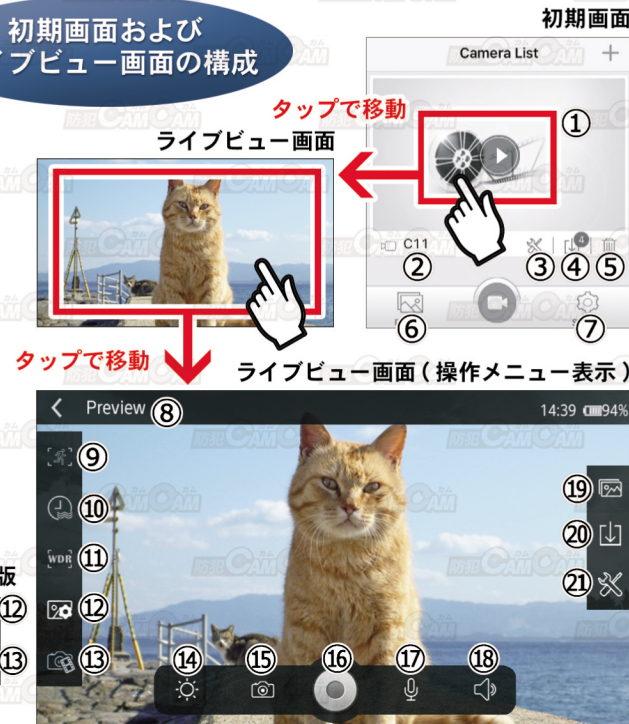 初期画面および
イブビュー画面の構成
初期画面
Camera List
+
①
タップで移動
ライブビュー画面
C11
4
② ③ ④ ⑤
⑥ ⑦
タップで移動
ライブビュー画面(操作メニュー表示)
Preview ⑧
14:39 94%
⑨
⑩
WDR ⑪
版
⑫ ⑫
⑬ ⑬
⑭ ⑮ ⑯ ⑰ ⑱
⑲
⑳
㉑
防犯CAMCAM